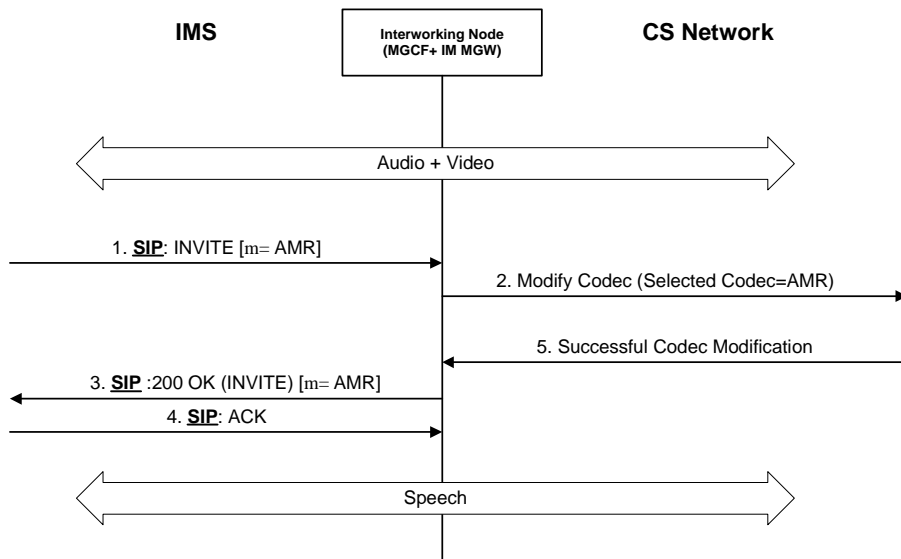 IMS
Interworking Node
(MGCF+ IM MGW)
CS Network
Audio + Video
1. SIP: INVITE [m= AMR]
2. Modify Codec (Selected Codec=AMR)
5. Successful Codec Modification
3. SIP :200 OK (INVITE) [m= AMR]
4. SIP: ACK
Speech